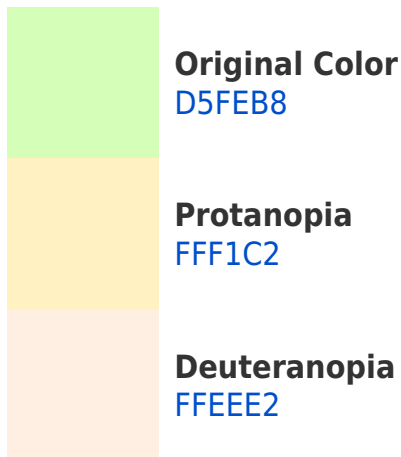 Original Color
D5FEB8
Protanopia
FFF1C2
Deuteranopia
FFEEE2